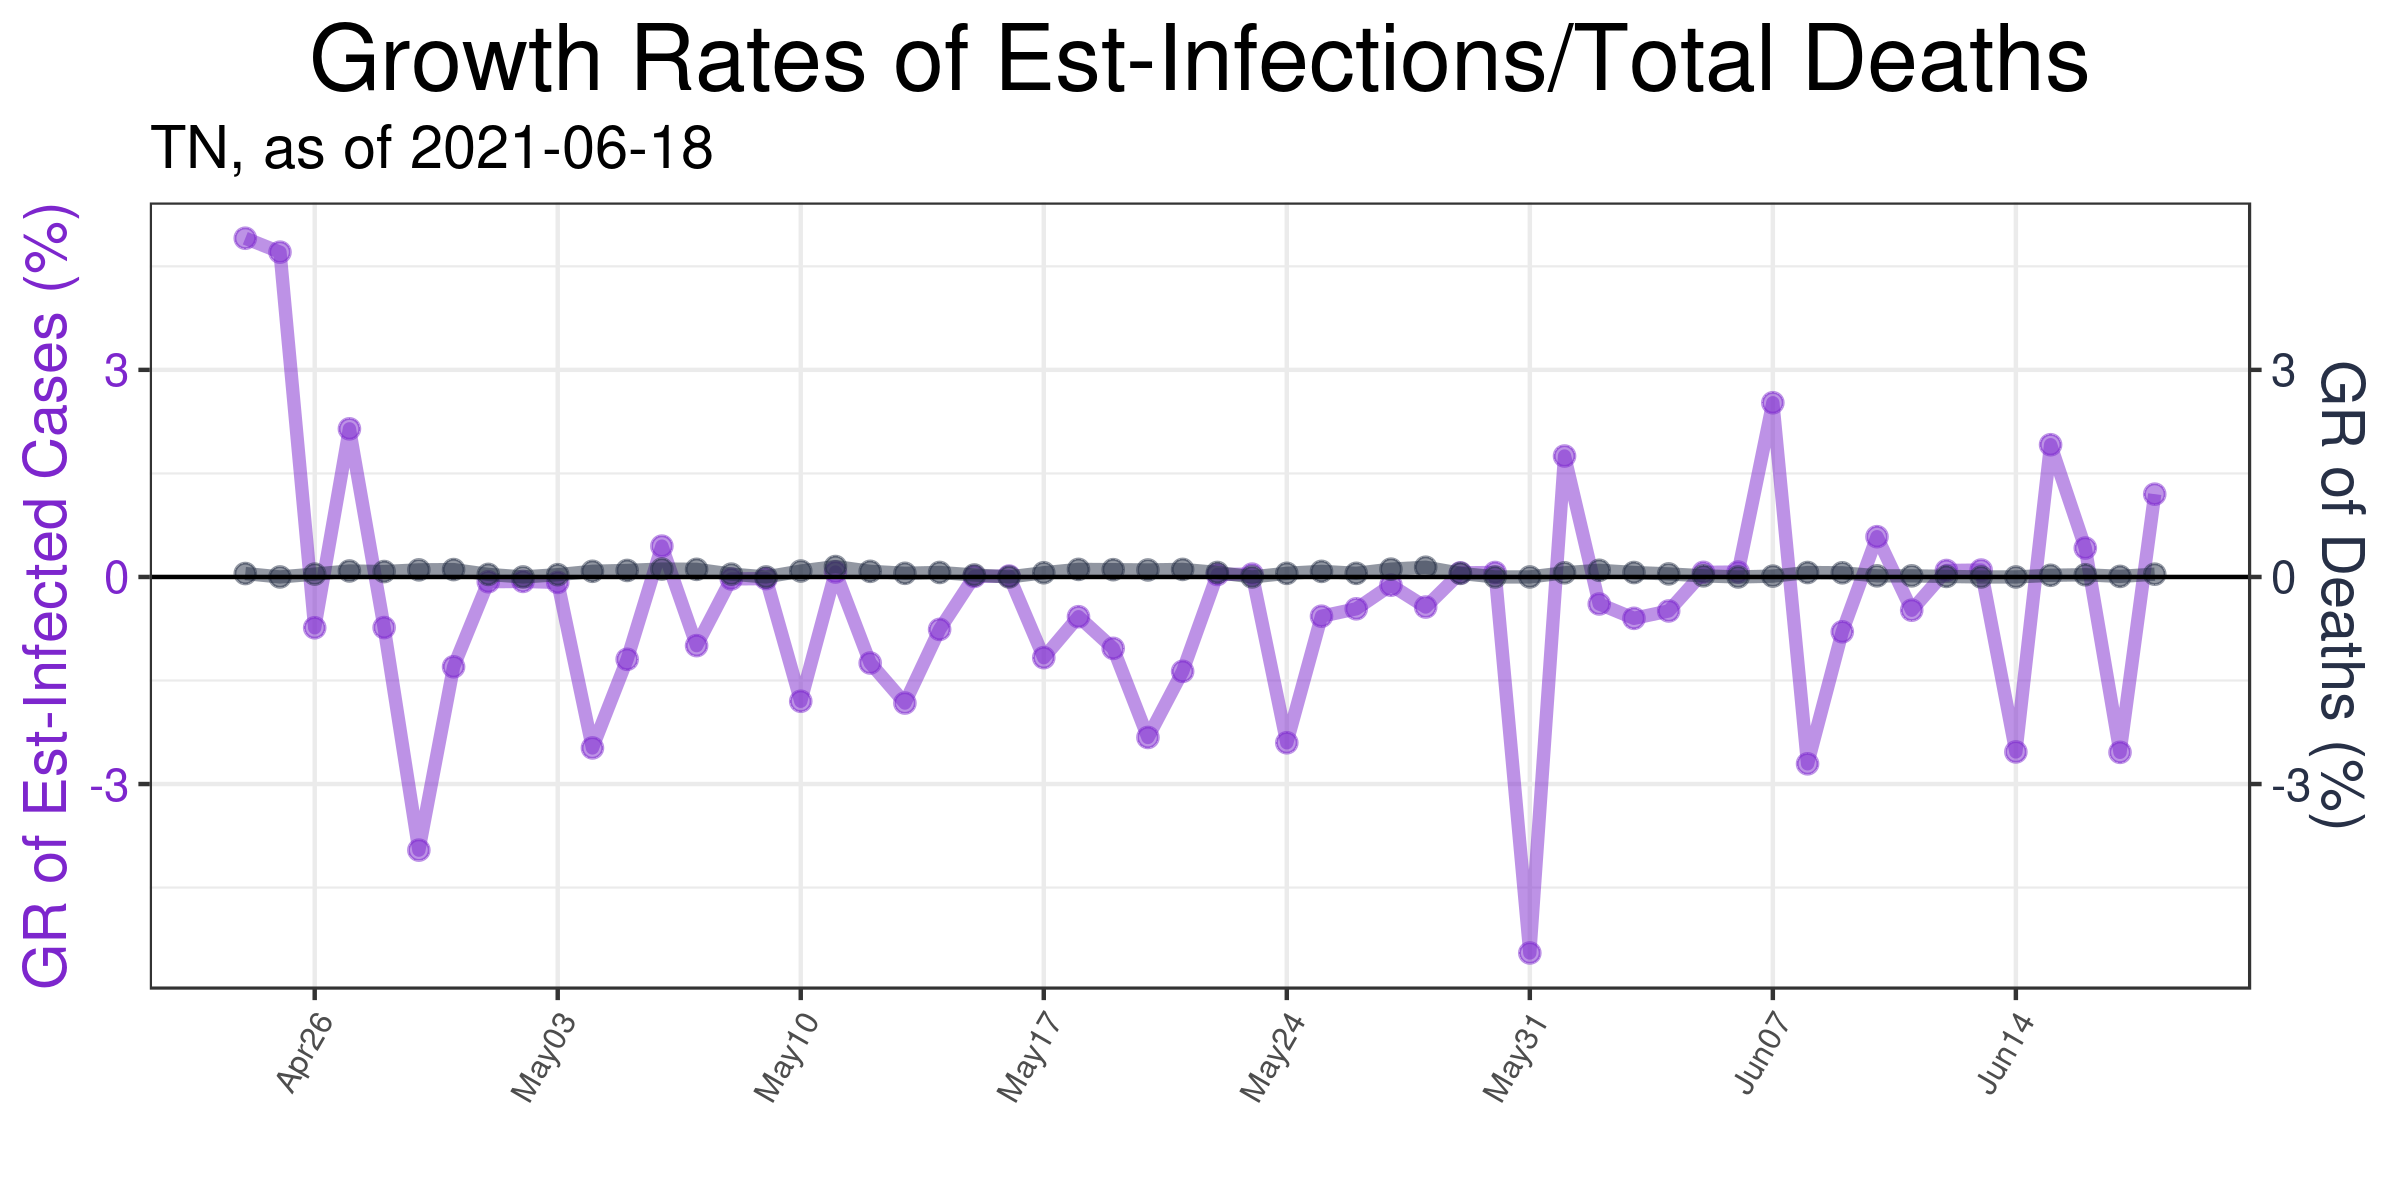 Growth Rates of Est-Infections/Total Deaths
TN, as of 2021-06-18
GR of Est-Infected Cases (%)
3
0
-3
3
0
-3
GR of Deaths (%)
Apr26
May03
May10
May17
May24
May31
Jun07
Jun14